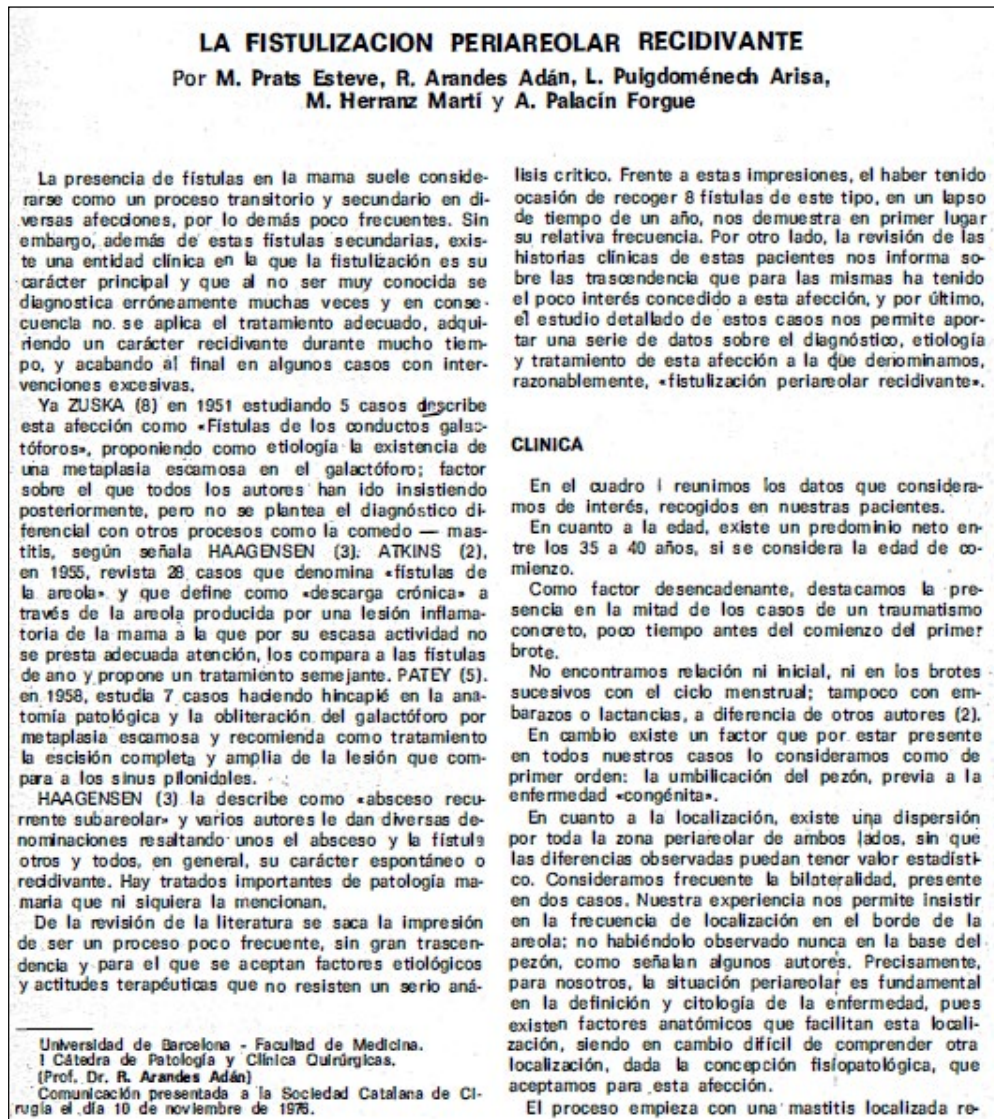 LA FISTULIZACION PERIAREOLAR RECIDIVANTE
Por M. Prats Esteve, R. Arandes Adán, L. Puigdoménech Arisa,
M. Herranz Martí y A. Palacín Forgue
La presencia de fístulas en la mama suele conside-
rarse como un proceso transitorio y secundario en di-
versas afecciones, por lo demás poco frecuentes. Sin
embargo, además de estas fístulas secundarias, exis-
te una entidad clínica en la que la fistulización es su
carácter principal y que al no ser muy conocida se
diagnostica erróneamente muchas veces y en conse-
cuencia no se aplica el tratamiento adecuado, adqui-
riendo un carácter recidivante durante mucho tiem-
po, y acabando al final en algunos casos con inter-
venciones excesivas.
Ya ZUSKA (8) en 1951 estudiando 5 casos describe
esta afección como «Fístulas de los conductos galac-
tóforos», proponiendo como etiología la existencia de
una metaplasia escamosa en el galactóforo; factor
sobre el que todos los autores han ido insistiendo
posteriormente, pero no se plantea el diagnóstico di-
ferencial con otros procesos como la comedo — mas-
titis, según señala HAAGENSEN (3). ATKINS (2),
en 1955, revista 28 casos que denomina «fístulas de
la areola» y que define como «descarga crónica» a
través de la areola producida por una lesión inflama-
toria de la mama a la que por su escasa actividad no
se presta adecuada atención, los compara a las fístulas
de ano y propone un tratamiento semejante. PATEY (5).
en 1958, estudia 7 casos haciendo hincapié en la ana-
tomía patológica y la obliteración del galactóforo por
metaplasia escamosa y recomienda como tratamiento
la escisión completa y amplia de la lesión que com-
para a los sinus pilonidales.
HAAGENSEN (3) la describe como «absceso recu-
rrente subareolar» y varios autores le dan diversas de-
nominaciones resaltando unos el absceso y la fístula
otros y todos, en general, su carácter espontáneo o
recidivante. Hay tratados importantes de patología ma-
maria que ni siquiera la mencionan.
De la revisión de la literatura se saca la impresión
de ser un proceso poco frecuente, sin gran trascen-
dencia y para el que se aceptan factores etiológicos
y actitudes terapéuticas que no resisten un serio aná-
Universidad de Barcelona - Facultad de Medicina.
I Cátedra de Patología y Clínica Quirúrgicas.
(Prof. Dr. R. Arandes Adán)
Comunicación presentada a la Sociedad Catalana de Ci-
rugía el día 10 de noviembre de 1976.
lisis crítico. Frente a estas impresiones, el haber tenido
ocasión de recoger 8 fístulas de este tipo, en un lapso
de tiempo de un año, nos demuestra en primer lugar
su relativa frecuencia. Por otro lado, la revisión de las
historias clínicas de estas pacientes nos informa so-
bre las trascendencia que para las mismas ha tenido
el poco interés concedido a esta afección, y por último,
el estudio detallado de estos casos nos permite apor-
tar una serie de datos sobre el diagnóstico, etiología
y tratamiento de esta afección a la que denominamos,
razonablemente, «fistulización periareolar recidivante».
CLINICA
En el cuadro I reunimos los datos que considera-
mos de interés, recogidos en nuestras pacientes.
En cuanto a la edad, existe un predominio neto en-
tre los 35 a 40 años, si se considera la edad de co-
mienzo.
Como factor desencadenante, destacamos la pre-
sencia en la mitad de los casos de un traumatismo
concreto, poco tiempo antes del comienzo del primer
brote.
No encontramos relación ni inicial, ni en los brotes
sucesivos con el ciclo menstrual; tampoco con em-
barazos o lactancias, a diferencia de otros autores (2).
En cambio existe un factor que por estar presente
en todos nuestros casos lo consideramos como de
primer orden: la umbilicación del pezón, previa a la
enfermedad «congénita».
En cuanto a la localización, existe una dispersión
por toda la zona periareolar de ambos lados, sin que
las diferencias observadas puedan tenor valor estadísti-
co. Consideramos frecuente la bilateralidad, presente
en dos casos. Nuestra experiencia nos permite insistir
en la frecuencia de localización en el borde de la
areola; no habiéndolo observado nunca en la base del
pezón, como señalan algunos autores. Precisamente,
para nosotros, la situación periareolar es fundamental
en la definición y citología de la enfermedad, pues
existen factores anatómicos que facilitan esta locali-
zación, siendo en cambio difícil de comprender otra
localización, dada la concepción fisiopatológica, que
aceptamos para esta afección.
El proceso empieza con una mastitis localizada re-